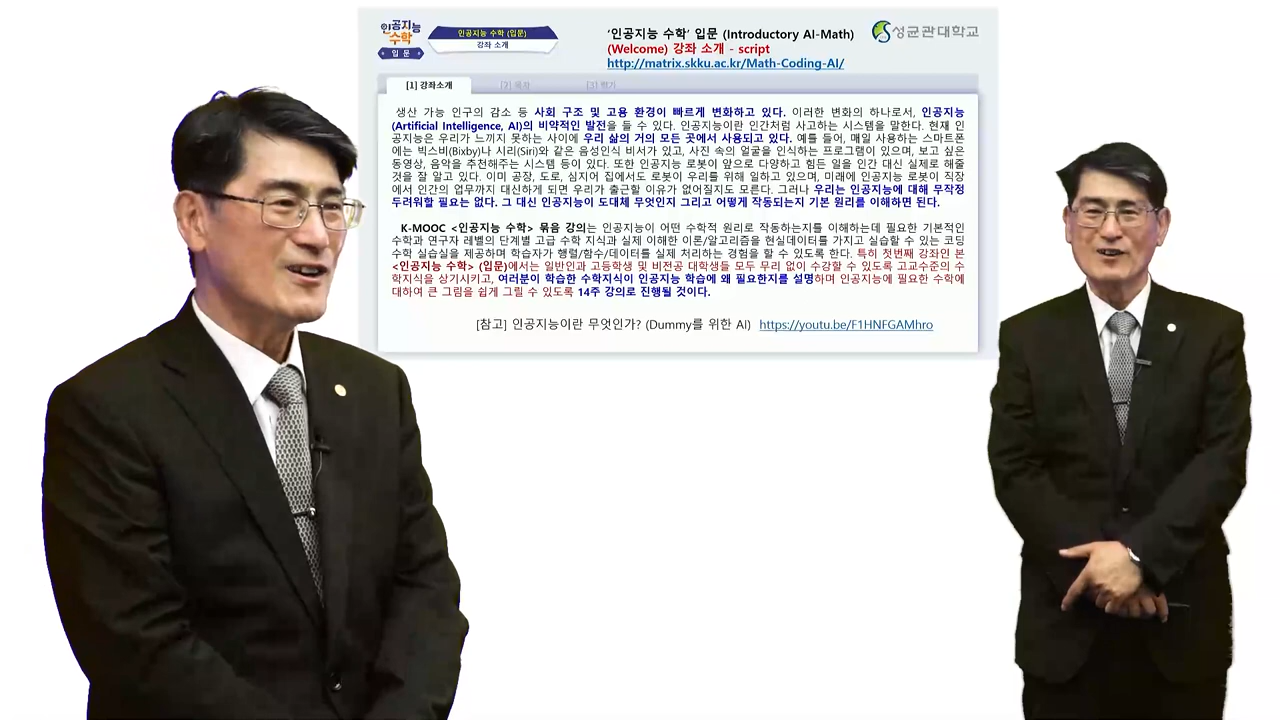 인공지능
수학
입 문
인공지능 수학 (입문)
강좌 소개
‘인공지능 수학’ 입문 (Introductory AI-Math)
(Welcome) 강좌 소개 - script
http://matrix.skku.ac.kr/Math-Coding-AI/
성균관대학교
[1] 강좌소개
[2] 목차
[3] 평가
생산 가능 인구의 감소 등 사회 구조 및 고용 환경이 빠르게 변화하고 있다. 이러한 변화의 하나로서, 인공지능
(Artificial Intelligence, AI)의 비약적인 발전을 들 수 있다. 인공지능이란 인간처럼 사고하는 시스템을 말한다. 현재 인
공지능은 우리가 느끼지 못하는 사이에 우리 삶의 거의 모든 곳에서 사용되고 있다. 예를 들어, 매일 사용하는 스마트폰
에는 빅스비(Bixby)나 시리(Siri)와 같은 음성인식 비서가 있고, 사진 속의 얼굴을 인식하는 프로그램이 있으며, 보고 싶은
동영상, 음악을 추천해주는 시스템 등이 있다. 또한 인공지능 로봇이 앞으로 다양하고 힘든 일을 인간 대신 실제로 해줄
것을 잘 알고 있다. 이미 공장, 도로, 심지어 집에서도 로봇이 우리를 위해 일하고 있으며, 미래에 인공지능 로봇이 직장
에서 인간의 업무까지 대신하게 되면 우리가 출근할 이유가 없어질지도 모른다. 그러나 우리는 인공지능에 대해 무작정
두려워할 필요는 없다. 그 대신 인공지능이 도대체 무엇인지 그리고 어떻게 작동되는지 기본 원리를 이해하면 된다.
K-MOOC <인공지능 수학> 묶음 강의는 인공지능이 어떤 수학적 원리로 작동하는지를 이해하는데 필요한 기본적인
수학과 연구자 레벨의 단계별 고급 수학 지식과 실제 이해한 이론/알고리즘을 현실데이터를 가지고 실습할 수 있는 코딩
수학 실습실을 제공하며 학습자가 행렬/함수/데이터를 실제 처리하는 경험을 할 수 있도록 한다. 특히 첫번째 강좌인 본
<인공지능 수학> (입문)에서는 일반인과 고등학생 및 비전공 대학생들 모두 무리 없이 수강할 수 있도록 고교수준의 수
학지식을 상기시키고, 여러분이 학습한 수학지식이 인공지능 학습에 왜 필요한지를 설명하며 인공지능에 필요한 수학에
대하여 큰 그림을 쉽게 그릴 수 있도록 14주 강의로 진행될 것이다.
[참고] 인공지능이란 무엇인가? (Dummy를 위한 AI) https://youtu.be/F1HNFGAMhro